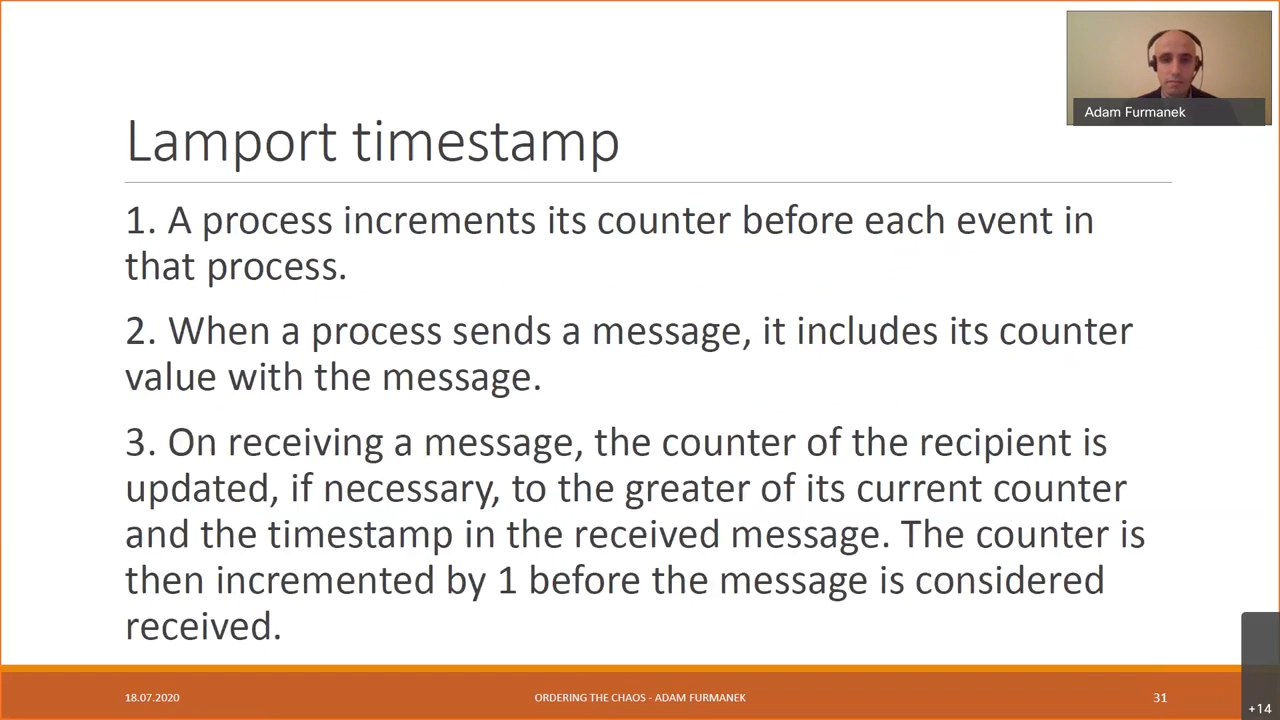 Adam Furmanek
Lamport timestamp
1. A process increments its counter before each event in
that process.
2. When a process sends a message, it includes its counter
value with the message.
3. On receiving a message, the counter of the recipient is
updated, if necessary, to the greater of its current counter
and the timestamp in the received message. The counter is
then incremented by 1 before the message is considered
received.
18.07.2020
ORDERING THE CHAOS - ADAM FURMANEK
31
+14